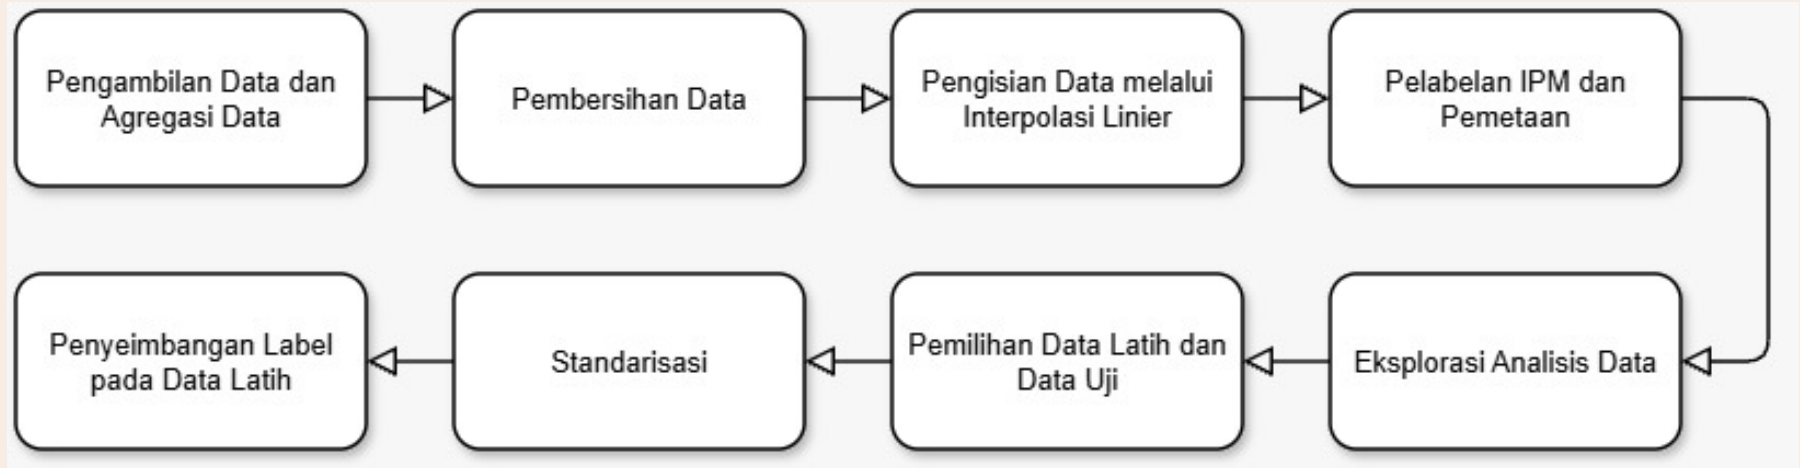 Pengambilan Data dan
Agregasi Data
Pembersihan Data
Pengisian Data melalui
Interpolasi Linier
Pelabelan IPM dan
Pemetaan
Eksplorasi Analisis Data
Pemilihan Data Latih dan
Data Uji
Standarisasi
Penyeimbangan Label
pada Data Latih